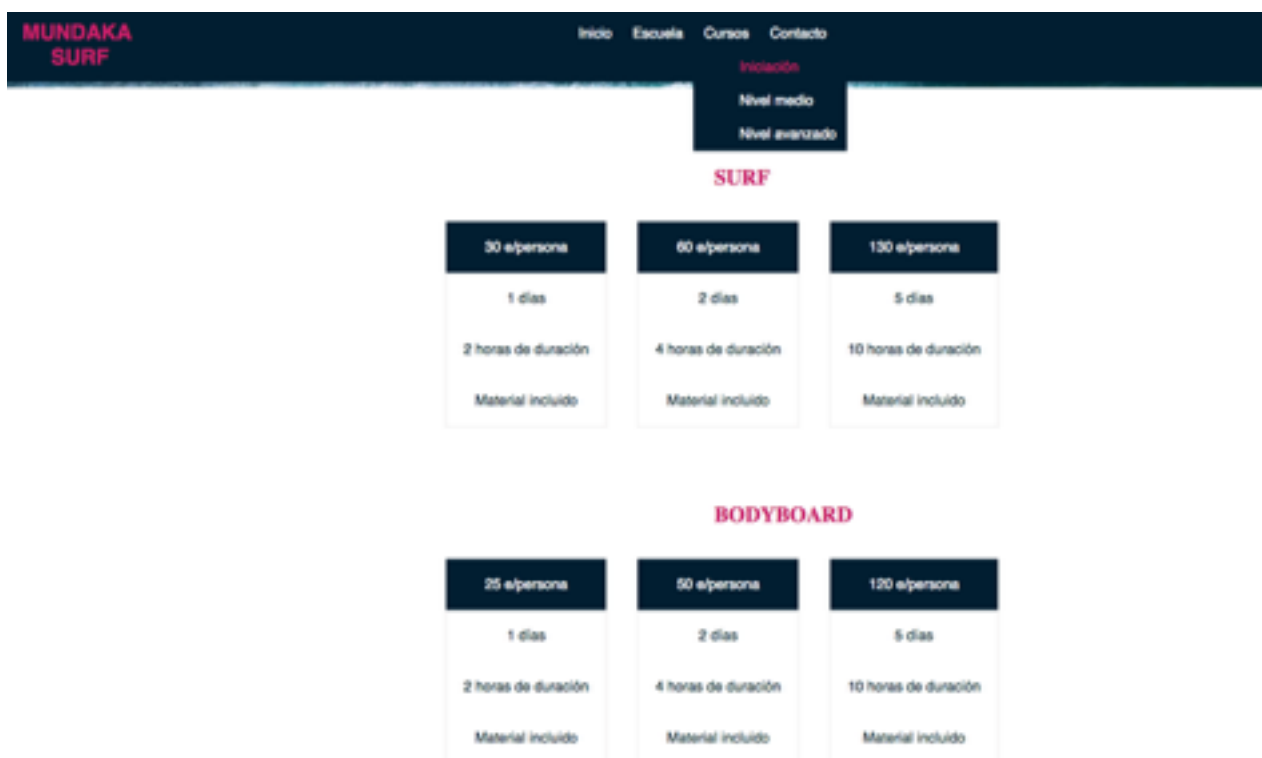 MUNDAKA
SURF
Inicio Escuela Cursos Contacto
Iniciación
Nivel medio
Nivel avanzado
SURF
30 e/persona 60 e/persona 130 e/persona
1 días 2 días 5 días
2 horas de duración 4 horas de duración 10 horas de duración
Material incluido Material incluido Material incluido
BODYBOARD
25 e/persona 50 e/persona 120 e/persona
1 días 2 días 5 días
2 horas de duración 4 horas de duración 10 horas de duración
Material incluido Material incluido Material incluido